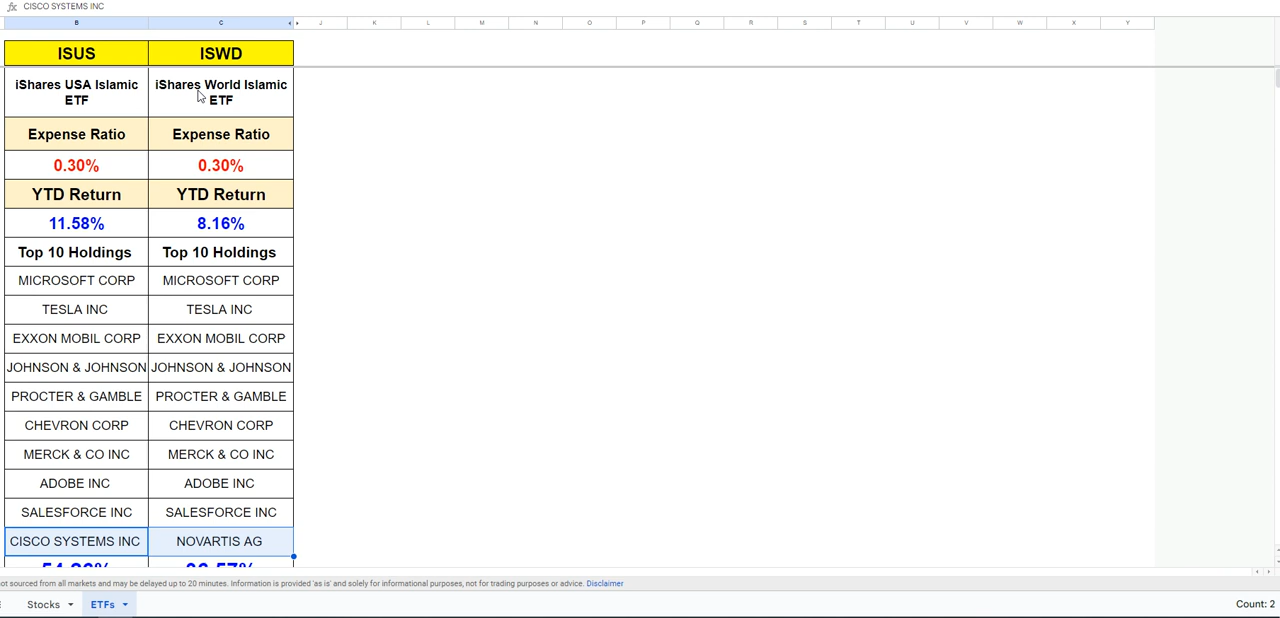 CISCO SYSTEMS INC
B C J K L M N O P Q R S T U V W X Y
ISUS ISWD
iShares USA Islamic ETF iShares World Islamic ETF
Expense Ratio Expense Ratio
0.30% 0.30%
YTD Return YTD Return
11.58% 8.16%
Top 10 Holdings Top 10 Holdings
MICROSOFT CORP MICROSOFT CORP
TESLA INC TESLA INC
EXXON MOBIL CORP EXXON MOBIL CORP
JOHNSON & JOHNSON JOHNSON & JOHNSON
PROCTER & GAMBLE PROCTER & GAMBLE
CHEVRON CORP CHEVRON CORP
MERCK & CO INC MERCK & CO INC
ADOBE INC ADOBE INC
SALESFORCE INC SALESFORCE INC
CISCO SYSTEMS INC NOVARTIS AG
ot sourced from all markets and may be delayed up to 20 minutes. Information is provided 'as is' and solely for informational purposes, not for trading purposes or advice. Disclaimer
Stocks ETFs Count: 2